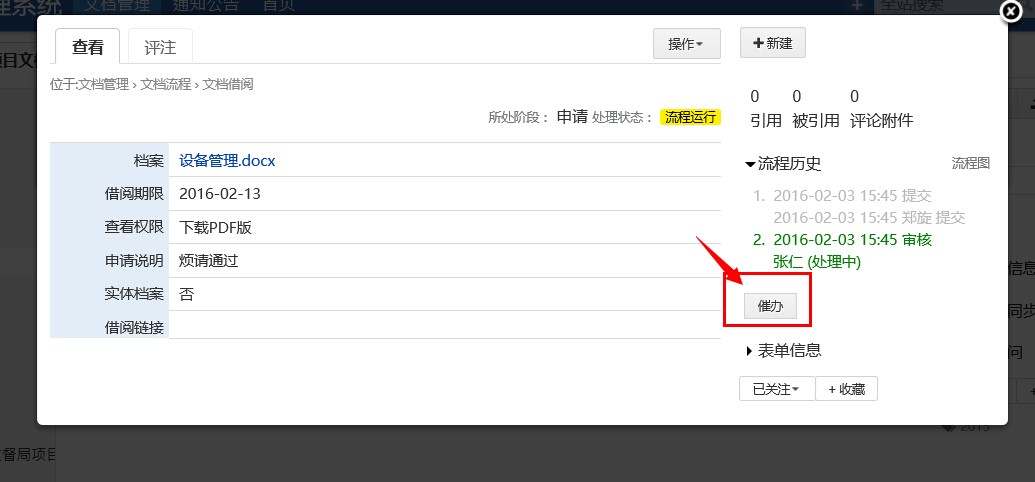 理系统 文档管理 通知公告 首页 + 全站搜索
查看 评注 操作 +新建
位于:文档管理 › 文档流程 › 文档借阅
所处阶段： 申请 处理状态： 流程运行
档案 设备管理.docx
借阅期限 2016-02-13
查看权限 下载PDF版
申请说明 烦请通过
实体档案 否
借阅链接
0 0 0
引用 被引用 评论附件
流程历史 流程图
1. 2016-02-03 15:45 提交
2016-02-03 15:45 郑旋 提交
2. 2016-02-03 15:45 审核
张仁 (处理中)
催办
表单信息
已关注 + 收藏
项目文档
信息
同步
问
+
2015
督局项目